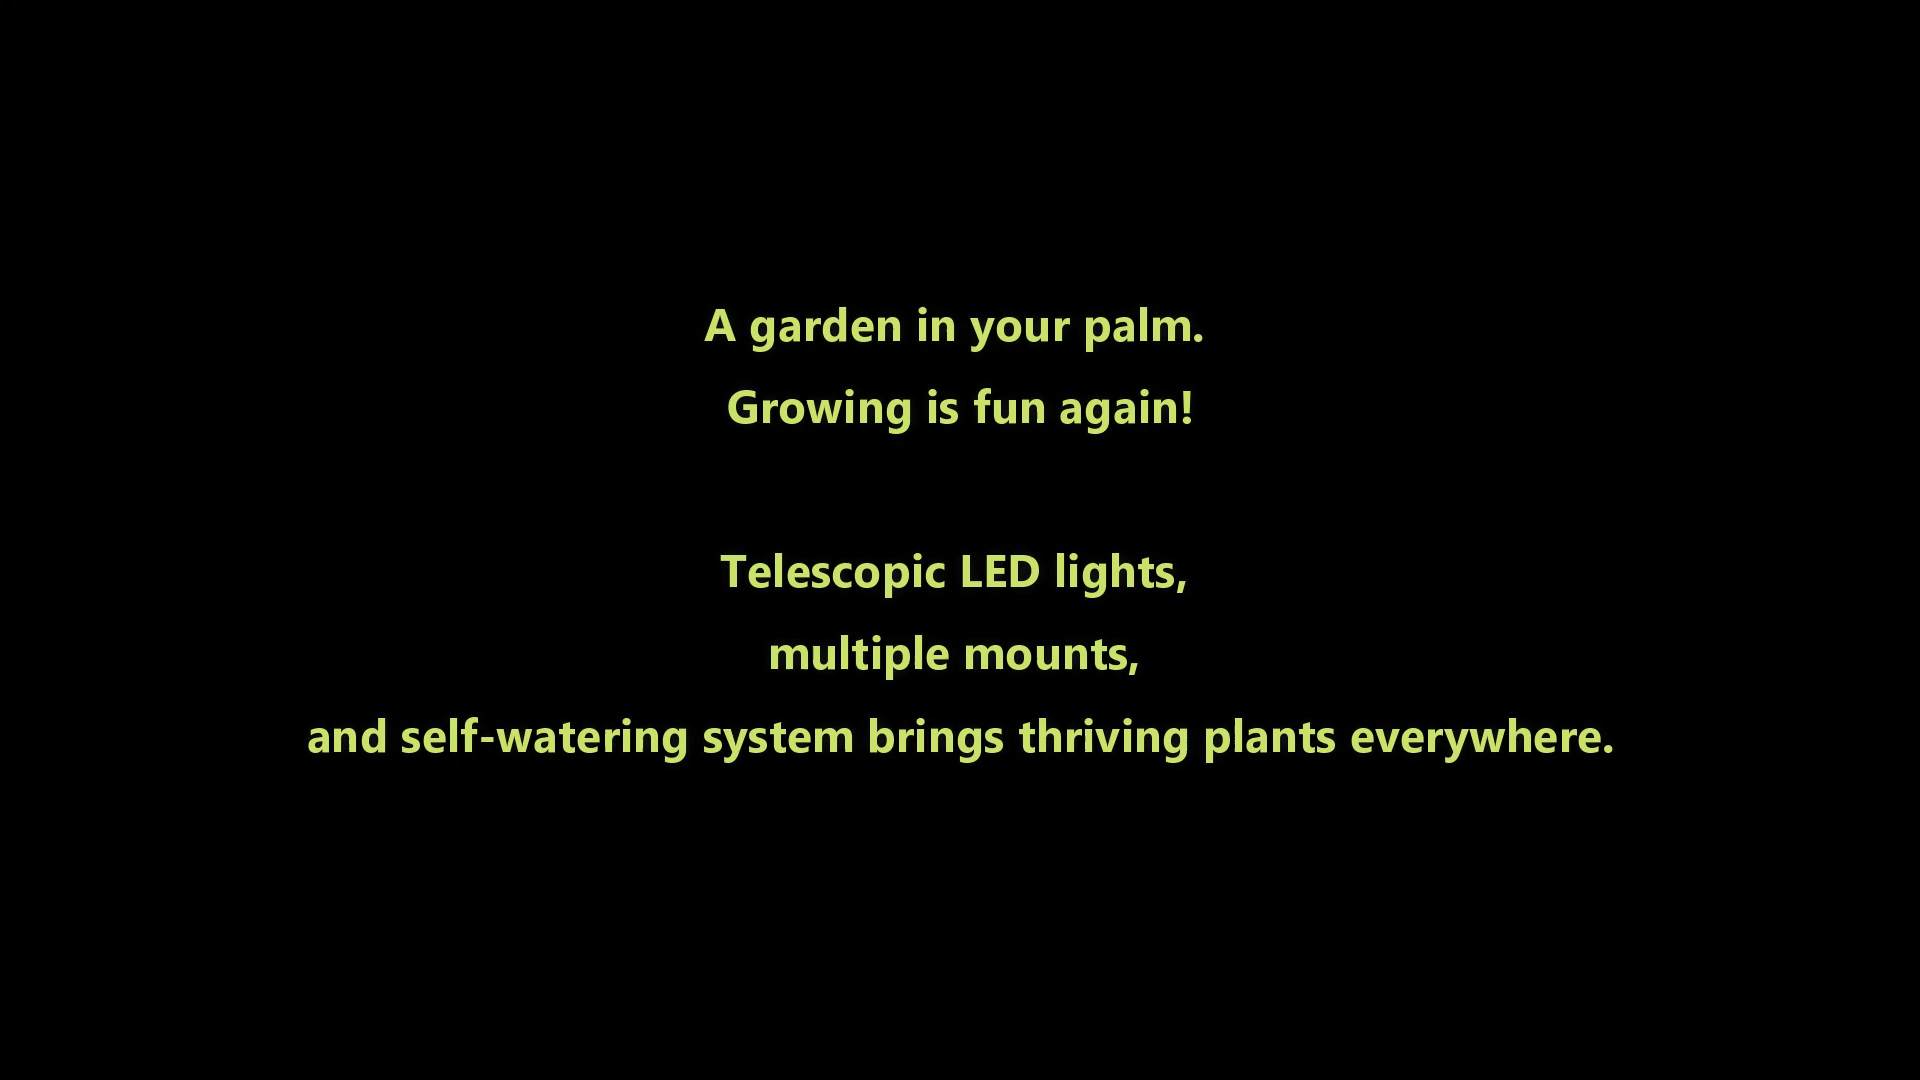 A garden in your palm.
Growing is fun again!
Telescopic LED lights,
multiple mounts,
and self-watering system brings thriving plants everywhere.